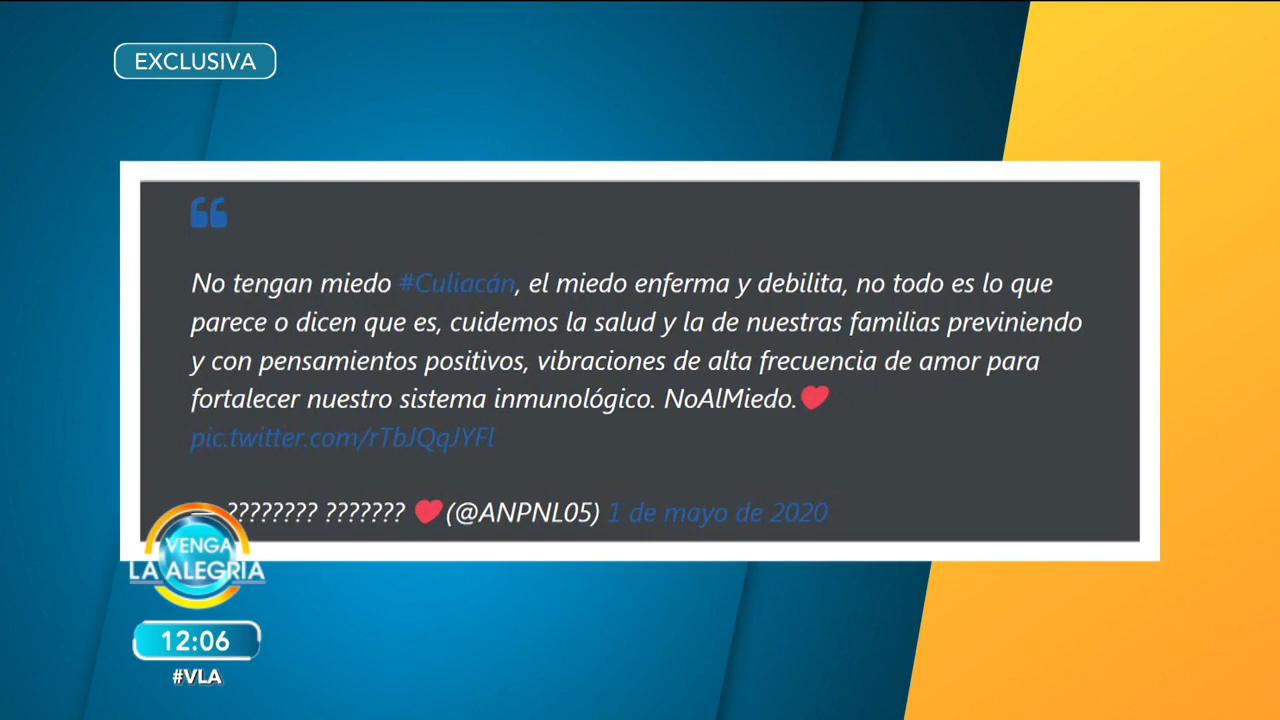 EXCLUSIVA
No tengan miedo #Culiacán, el miedo enferma y debilita, no todo es lo que
parece o dicen que es, cuidemos la salud y la de nuestras familias previniendo
y con pensamientos positivos, vibraciones de alta frecuencia de amor para
fortalecer nuestro sistema inmunológico. NoAlMiedo.❤️
pic.twitter.com/rTbJQqJYFl
— ???????? ??????? ❤️ (@ANPNL05) 1 de mayo de 2020
VENGA
LA ALEGRÍA
12:06
#VLA